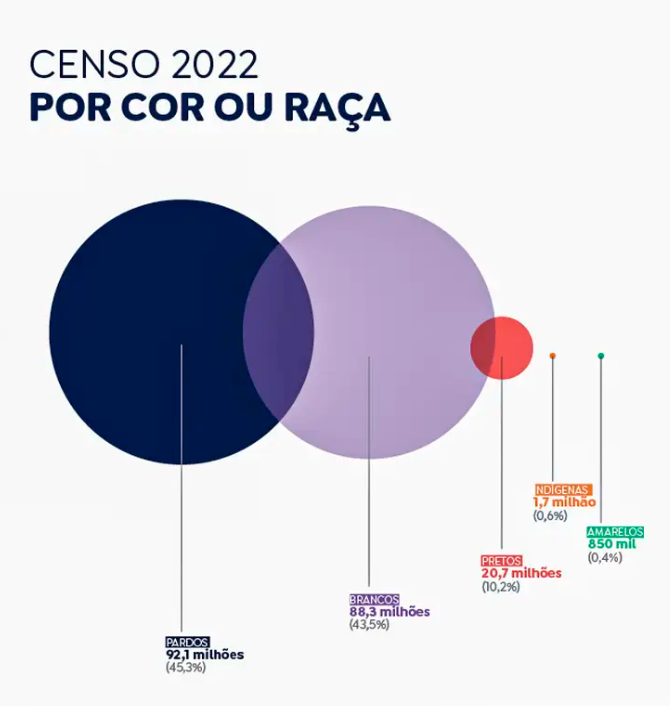 CENSO 2022
POR COR OU RAÇA
INDÍGENAS
1,7 milhão
(0,6%)
AMARELOS
850 mil
(0,4%)
PRETOS
20,7 milhões
(10,2%)
BRANCOS
88,3 milhões
(43,5%)
PARDOS
92,1 milhões
(45,3%)